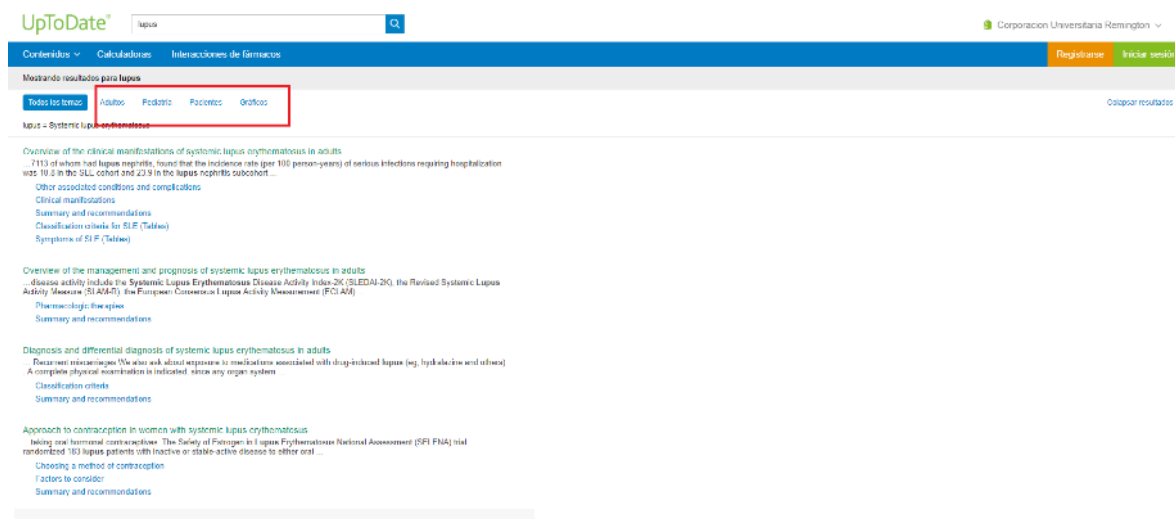 UpToDate®
lupus
Corporacion Universitaria Remington
Contenidos
Calculadoras
Interacciones de fármacos
Registrarse
Iniciar sesión
Mostrando resultados para lupus
Todos los temas
Adultos
Pediatría
Pacientes
Gráficos
Colapsar resultados
lupus = Systemic lupus erythematosus
Overview of the clinical manifestations of systemic lupus erythematosus in adults
...7113 of whom had lupus nephritis, found that the incidence rate (per 100 person-years) of serious infections requiring hospitalization
was 10.8 in the SLE cohort and 23.9 in the lupus nephritis subcohort ...
Other associated conditions and complications
Clinical manifestations
Summary and recommendations
Classification criteria for SLE (Tables)
Symptoms of SLE (Tables)
Overview of the management and prognosis of systemic lupus erythematosus in adults
...disease activity include the Systemic Lupus Erythematosus Disease Activity Index-2K (SLEDAI-2K), the Revised Systemic Lupus
Activity Measure (SLAM-R), the European Consensus Lupus Activity Measurement (ECLAM) ...
Pharmacologic therapies
Summary and recommendations
Diagnosis and differential diagnosis of systemic lupus erythematosus in adults
... Recurrent miscarriages We also ask about exposure to medications associated with drug-induced lupus (eg, hydralazine and others)
. A complete physical examination is indicated, since any organ system ...
Classification criteria
Summary and recommendations
Approach to contraception in women with systemic lupus erythematosus
...taking oral hormonal contraceptives. The Safety of Estrogen in Lupus Erythematosus National Assessment (SELENA) trial
randomized 183 lupus patients with inactive or stable-active disease to either oral ...
Choosing a method of contraception
Factors to consider
Summary and recommendations